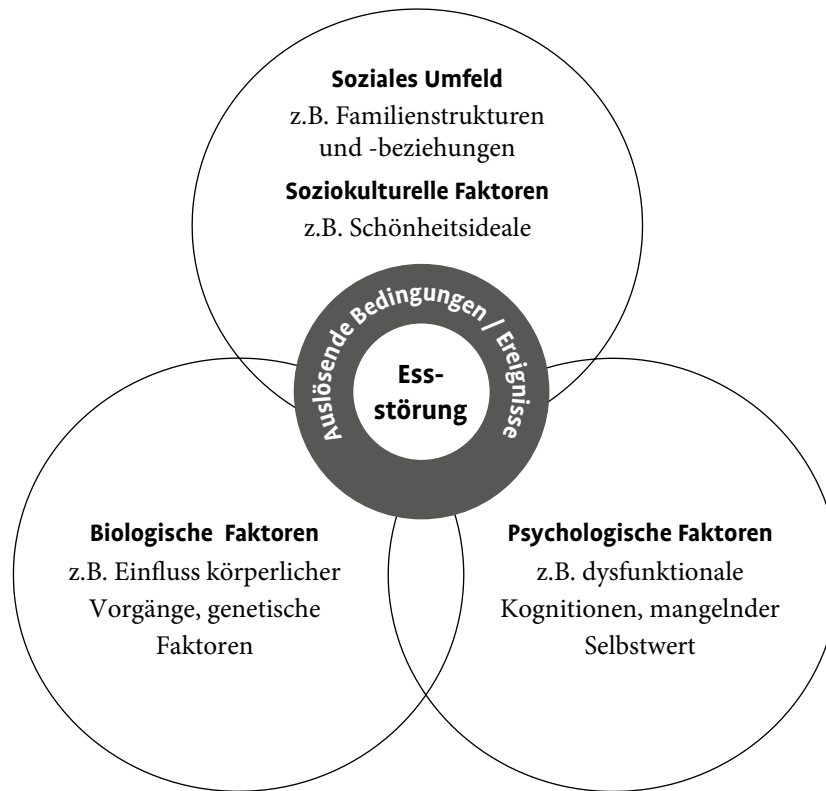 Soziales Umfeld
z.B. Familienstrukturen
und -beziehungen
Soziokulturelle Faktoren
z.B. Schönheitsideale
Auslösende Bedingungen / Ereignisse
Ess-
störung
Biologische Faktoren
z.B. Einfluss körperlicher
Vorgänge, genetische
Faktoren
Psychologische Faktoren
z.B. dysfunktionale
Kognitionen, mangelnder
Selbstwert